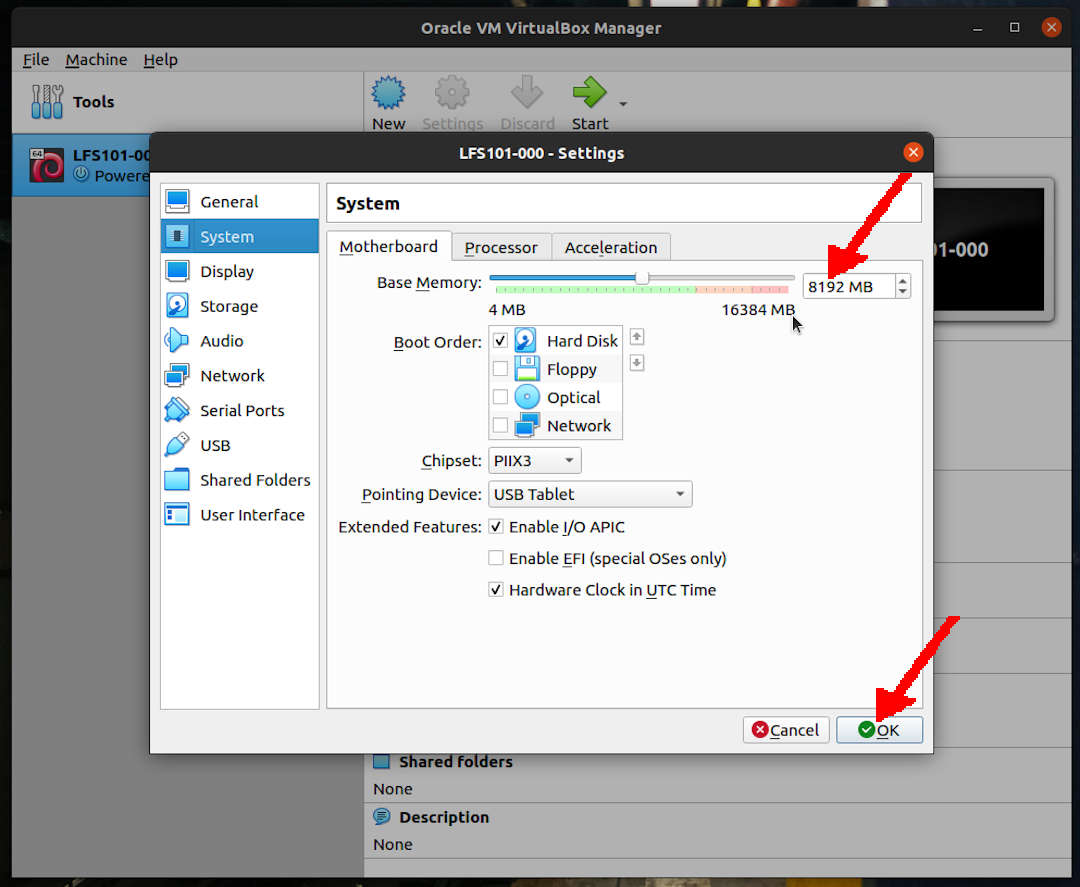 Oracle VM VirtualBox Manager
File Machine Help
Tools
New Settings Discard Start
64
LFS101-00
Powere
LFS101-000 - Settings
General
System
Display
Storage
Audio
Network
Serial Ports
USB
Shared Folders
User Interface
System
Motherboard Processor Acceleration
Base Memory: 8192 MB
4 MB 16384 MB
Boot Order: Hard Disk
Floppy
Optical
Network
Chipset: PIIX3
Pointing Device: USB Tablet
Extended Features: Enable I/O APIC
Enable EFI (special OSes only)
Hardware Clock in UTC Time
Cancel OK
01-000
Shared folders
None
Description
None